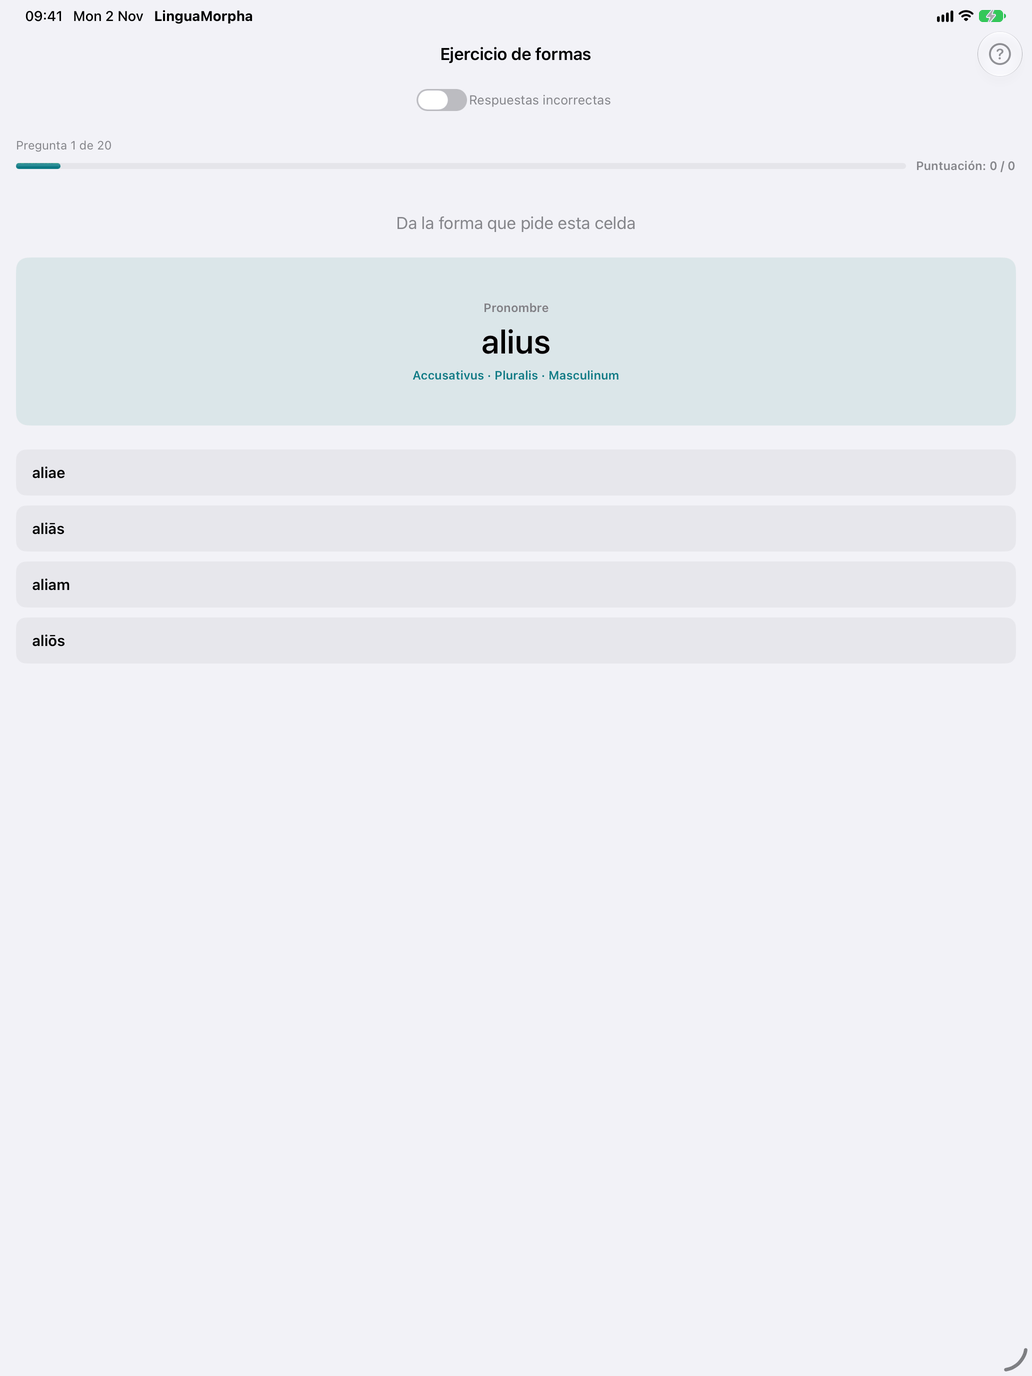 09:41 Mon 2 Nov LinguaMorpha
Ejercicio de formas
?
Respuestas incorrectas
Pregunta 1 de 20
Puntuación: 0 / 0
Da la forma que pide esta celda
Pronombre
alius
Accusativus · Pluralis · Masculinum
aliae
aliās
aliam
aliōs